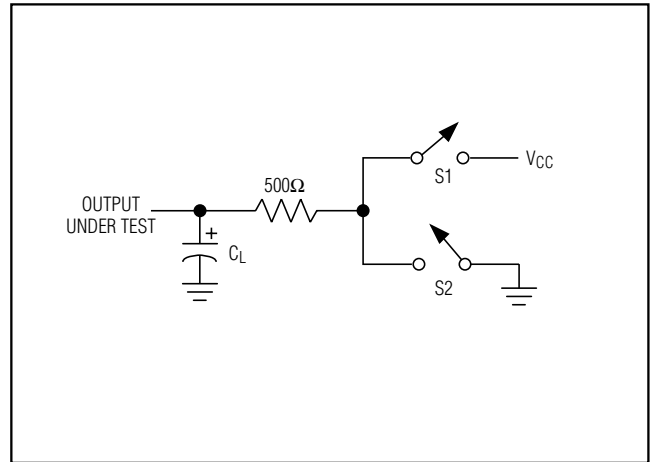 OUTPUT
UNDER TEST
+
CL
500Ω
S1
VCC
S2